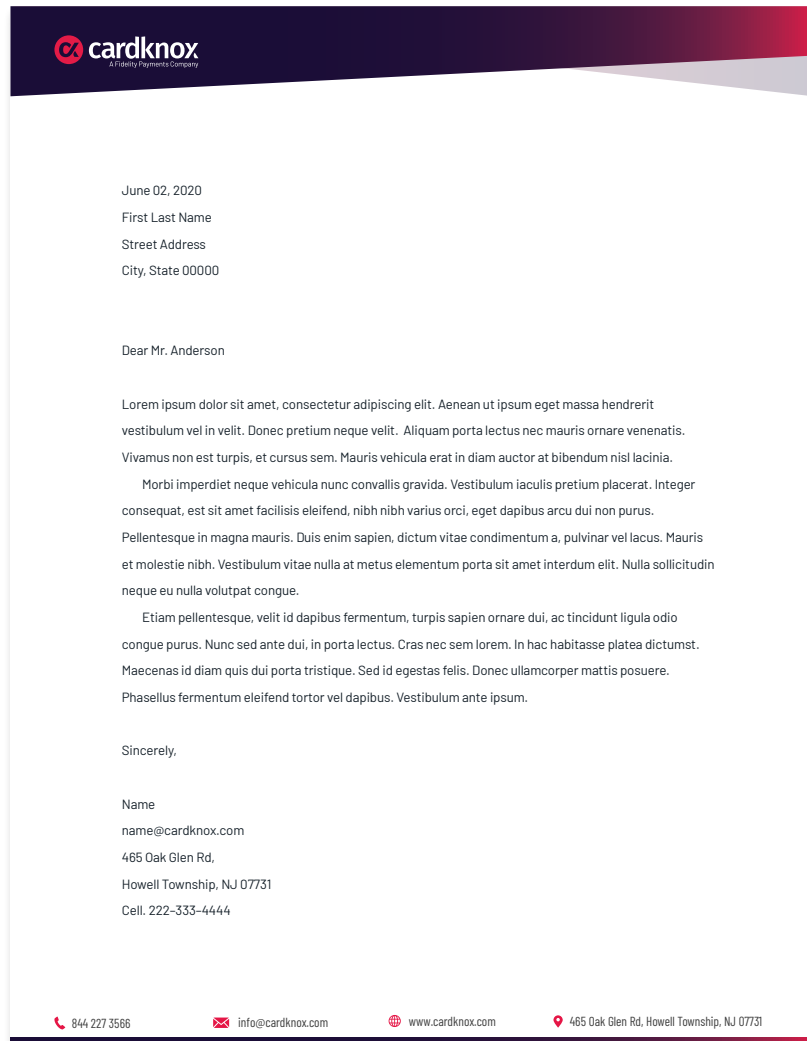 cardknox
A Fidelity Payments Company
June 02, 2020
First Last Name
Street Address
City, State 00000
Dear Mr. Anderson
Lorem ipsum dolor sit amet, consectetur adipiscing elit. Aenean ut ipsum eget massa hendrerit
vestibulum vel in velit. Donec pretium neque velit.  Aliquam porta lectus nec mauris ornare venenatis.
Vivamus non est turpis, et cursus sem. Mauris vehicula erat in diam auctor at bibendum nisl lacinia.
Morbi imperdiet neque vehicula nunc convallis gravida. Vestibulum iaculis pretium placerat. Integer
consequat, est sit amet facilisis eleifend, nibh nibh varius orci, eget dapibus arcu dui non purus.
Pellentesque in magna mauris. Duis enim sapien, dictum vitae condimentum a, pulvinar vel lacus. Mauris
et molestie nibh. Vestibulum vitae nulla at metus elementum porta sit amet interdum elit. Nulla sollicitudin
neque eu nulla volutpat congue.
Etiam pellentesque, velit id dapibus fermentum, turpis sapien ornare dui, ac tincidunt ligula odio
congue purus. Nunc sed ante dui, in porta lectus. Cras nec sem lorem. In hac habitasse platea dictumst.
Maecenas id diam quis dui porta tristique. Sed id egestas felis. Donec ullamcorper mattis posuere.
Phasellus fermentum eleifend tortor vel dapibus. Vestibulum ante ipsum.
Sincerely,
Name
name@cardknox.com
465 Oak Glen Rd,
Howell Township, NJ 07731
Cell. 222-333-4444
844 227 3566 info@cardknox.com www.cardknox.com 465 Oak Glen Rd, Howell Township, NJ 07731